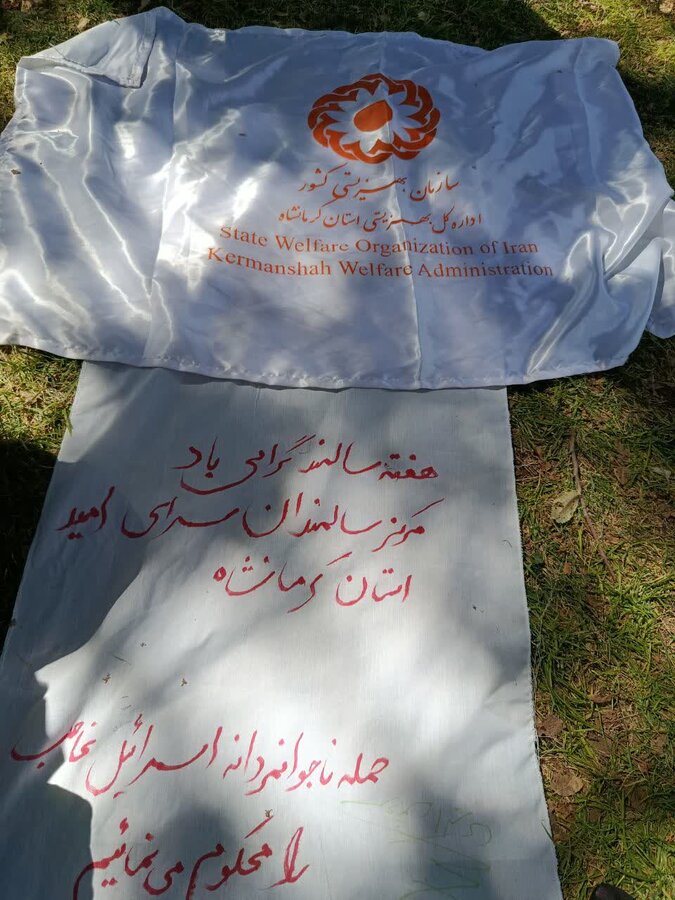 سازمان بهزیستی کشور
اداره کل بهزیستی استان کرمانشاه
State Welfare Organization of Iran
Kermanshah Welfare Administration
هفته سالمند گرامی باد
مرکز سالمندان سرای امید
استان کرمانشاه
حمله ناجوانمردانه اسرائیل غاصب
را محکوم می نمائیم